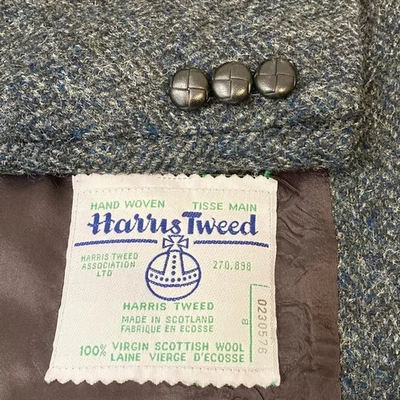 HAND WOVEN TISSE MAIN
Harris Tweed
HARRIS TWEED
ASSOCIATION
LTD
270.898
HARRIS TWEED
MADE IN SCOTLAND
FABRIQUE EN ECOSSE
100% VIRGIN SCOTTISH WOOL
LAINE VIERGE D'ECOSSE
B 0230576